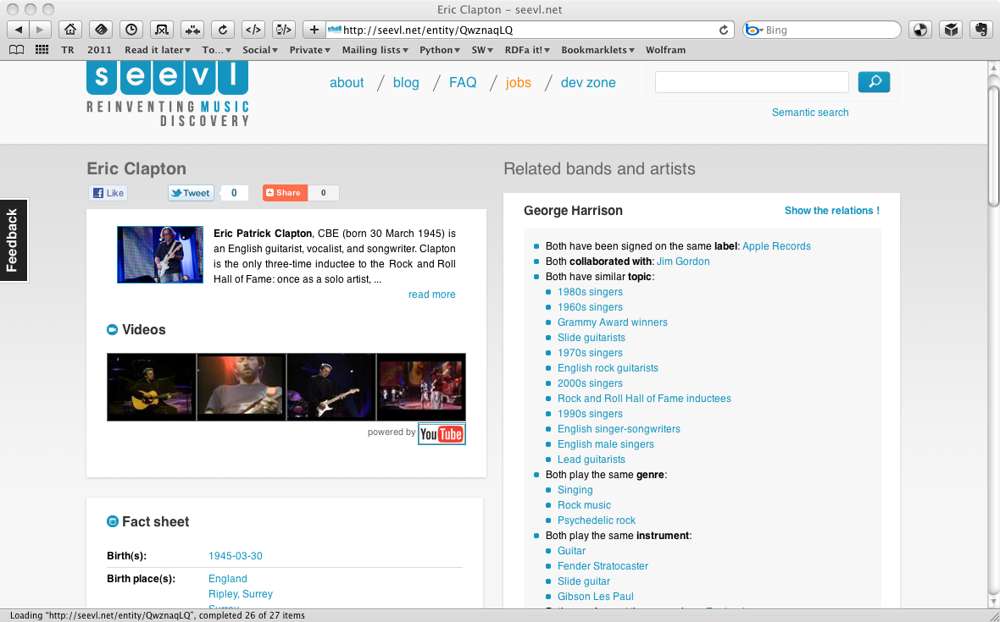 Eric Clapton – seevl.net
http://seevl.net/entity/QwznaqLQ
Bing
TR 2011 Read it later▾ To...▾ Social▾ Private▾ Mailing lists▾ Python▾ SW▾ RDFa it!▾ Bookmarklets▾ Wolfram
seevl
REINVENTING MUSIC
DISCOVERY
about / blog / FAQ / jobs / dev zone
Semantic search
Feedback
Eric Clapton
Like
Tweet 0
Share 0
Eric Patrick Clapton, CBE (born 30 March 1945) is
an English guitarist, vocalist, and songwriter. Clapton
is the only three-time inductee to the Rock and Roll
Hall of Fame: once as a solo artist, ...
read more
Videos
powered by YouTube
Fact sheet
Birth(s): 1945-03-30
Birth place(s): England
Ripley, Surrey
Surrey
Related bands and artists
George Harrison
Show the relations !
Both have been signed on the same label: Apple Records
Both collaborated with: Jim Gordon
Both have similar topic:
1980s singers
1960s singers
Grammy Award winners
Slide guitarists
1970s singers
English rock guitarists
2000s singers
Rock and Roll Hall of Fame inductees
1990s singers
English singer-songwriters
English male singers
Lead guitarists
Both play the same genre:
Singing
Rock music
Psychedelic rock
Both play the same instrument:
Guitar
Fender Stratocaster
Slide guitar
Gibson Les Paul
Loading "http://seevl.net/entity/QwznaqLQ", completed 26 of 27 items